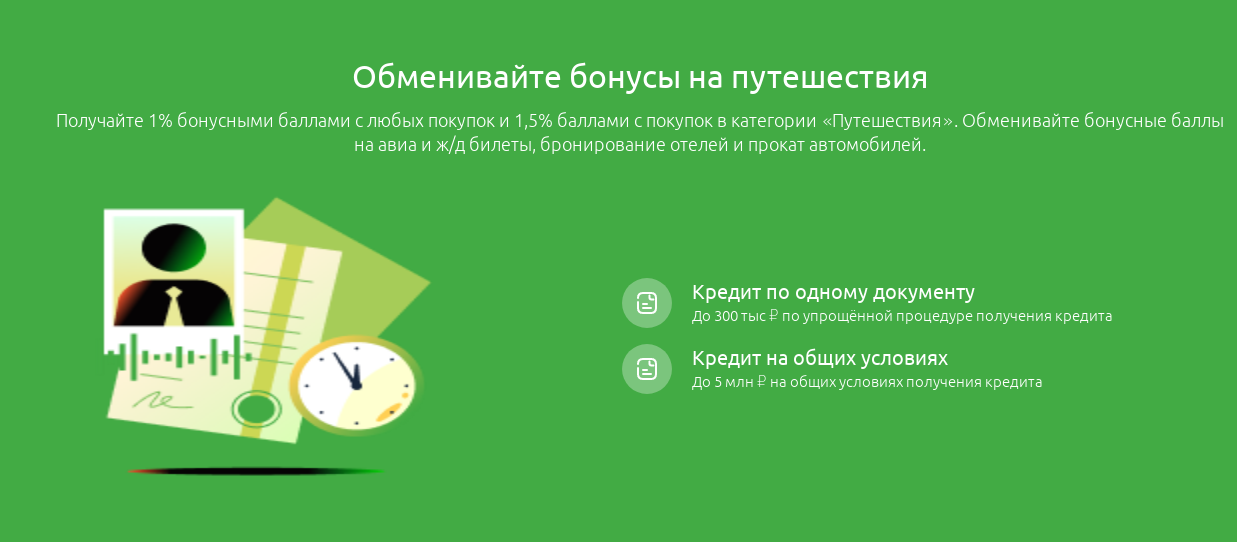 Обменивайте бонусы на путешествия
Получайте 1% бонусными баллами с любых покупок и 1,5% баллами с покупок в категории «Путешествия». Обменивайте бонусные баллы
на авиа и ж/д билеты, бронирование отелей и прокат автомобилей.
Кредит по одному документу
До 300 тыс ₽ по упрощённой процедуре получения кредита
Кредит на общих условиях
До 5 млн ₽ на общих условиях получения кредита